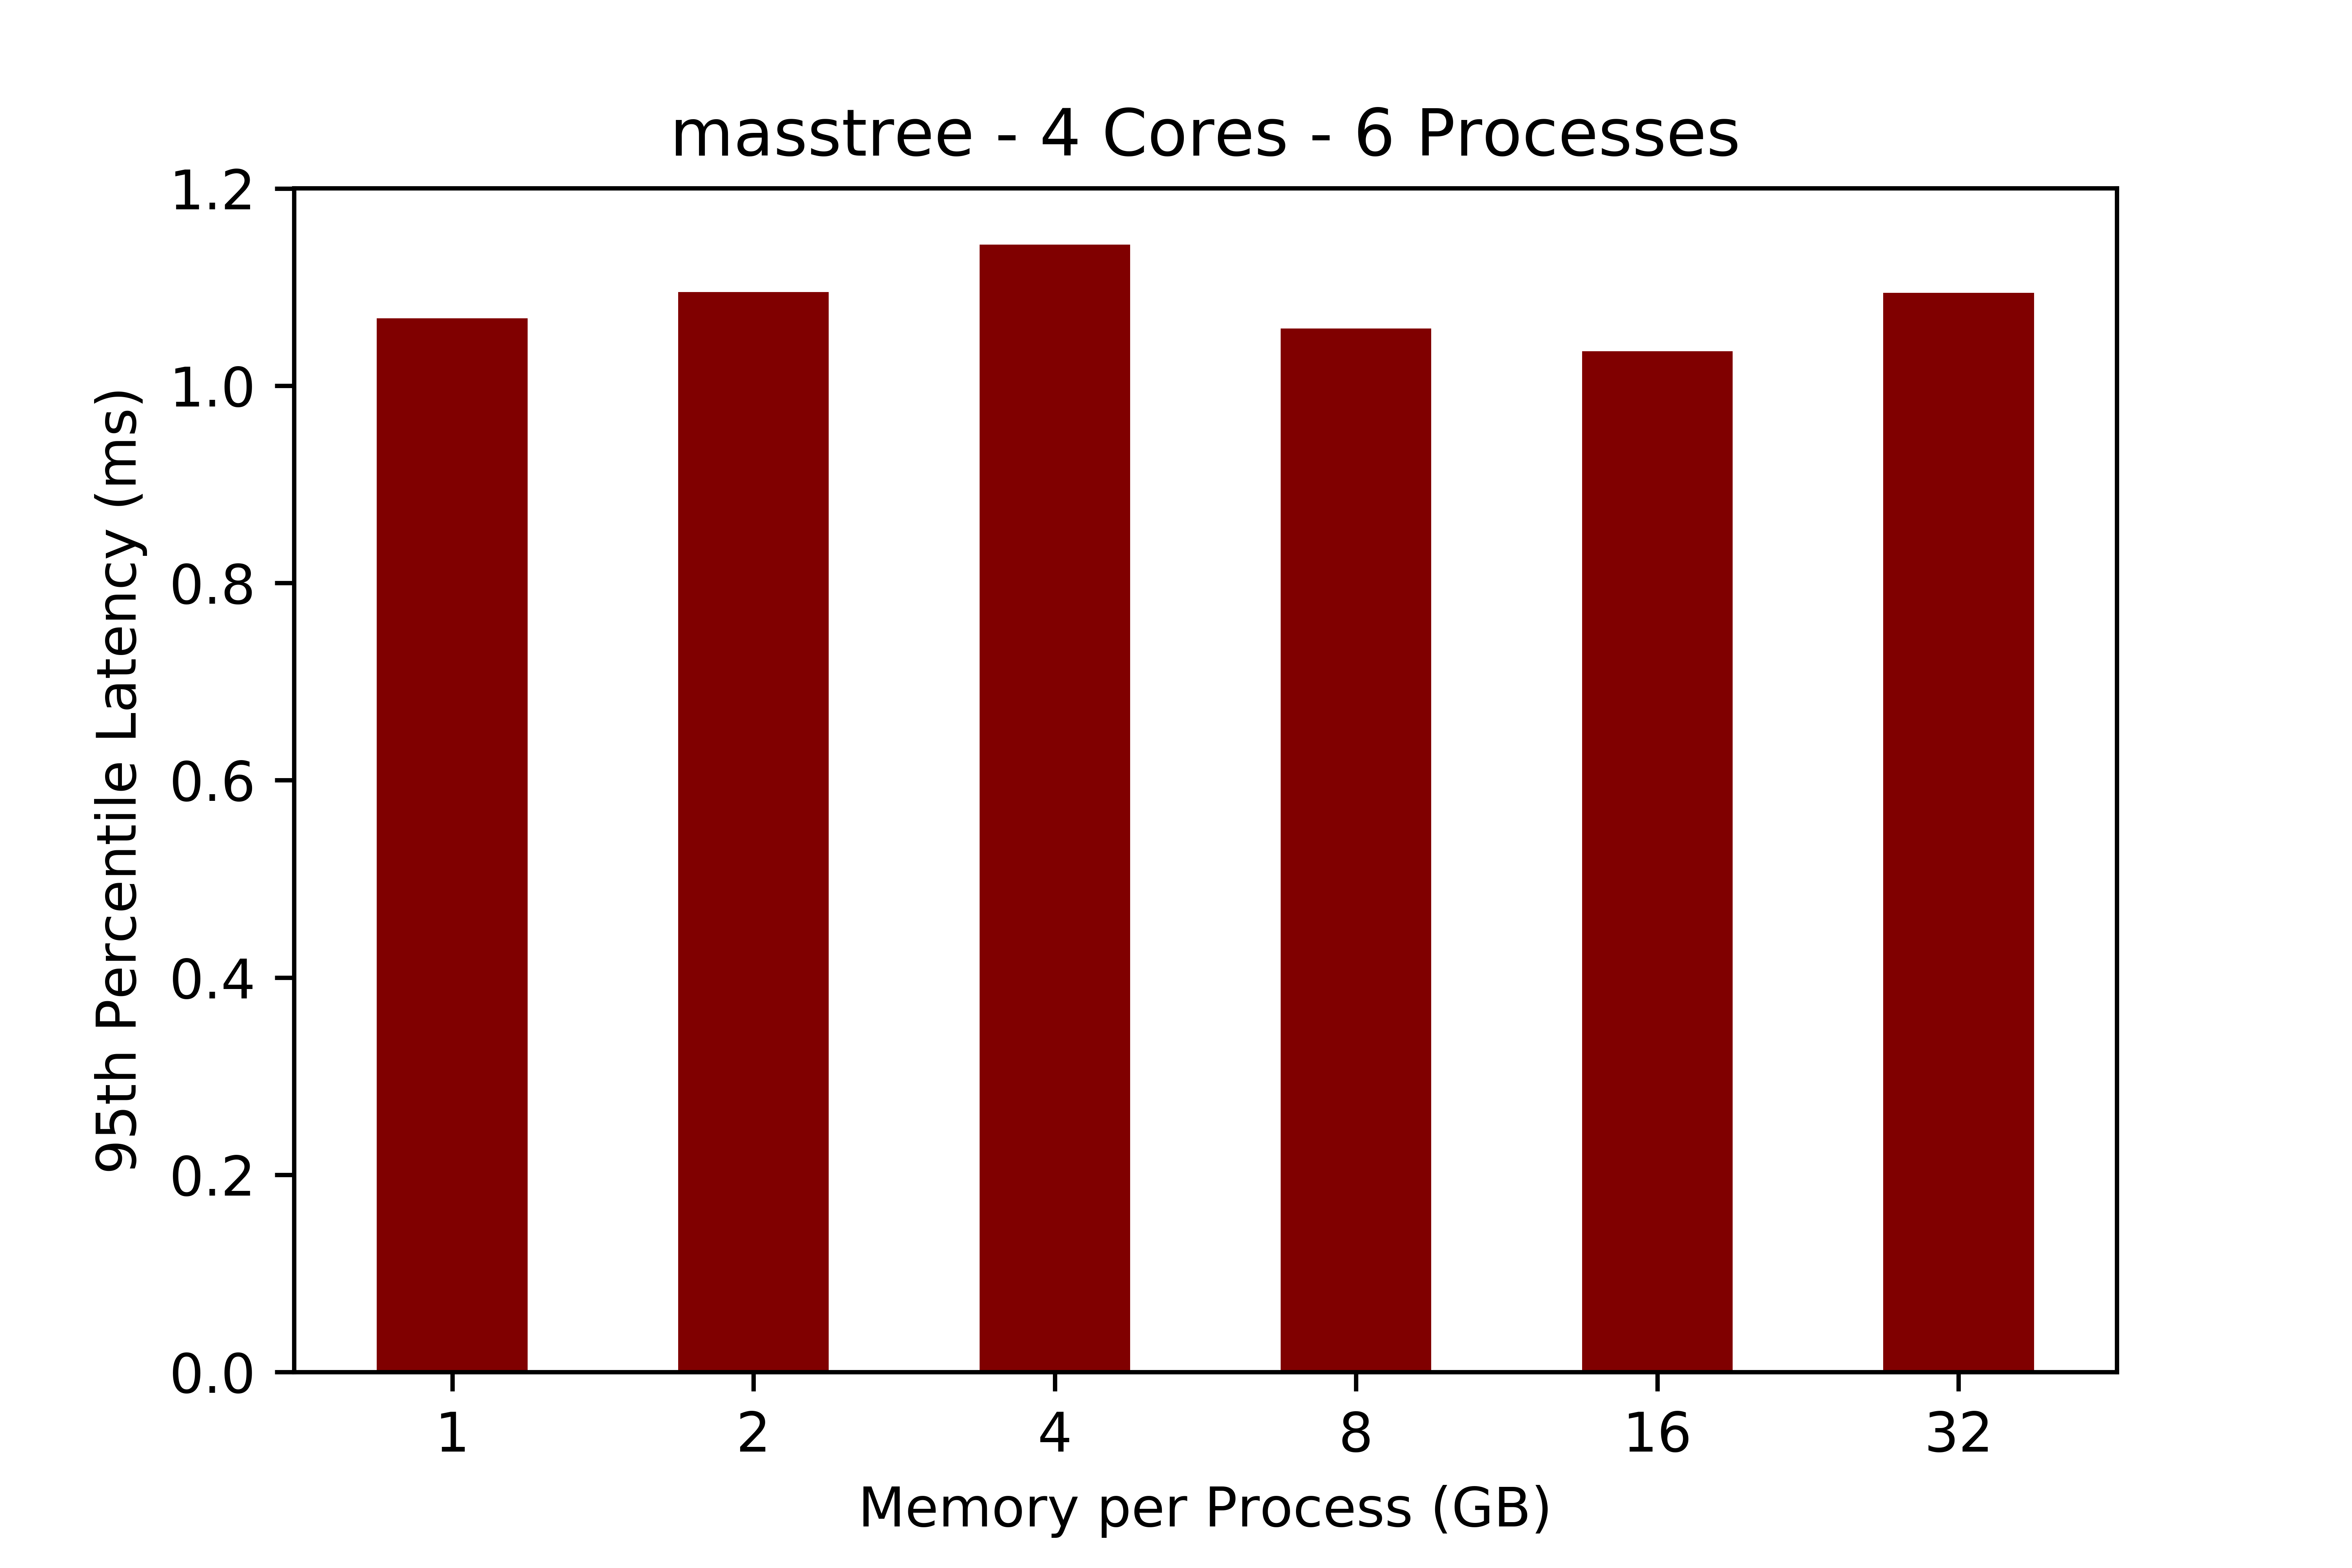 masstree - 4 Cores - 6 Processes
1.2
1.0
0.8
0.6
0.4
0.2
0.0
95th Percentile Latency (ms)
1 2 4 8 16 32
Memory per Process (GB)